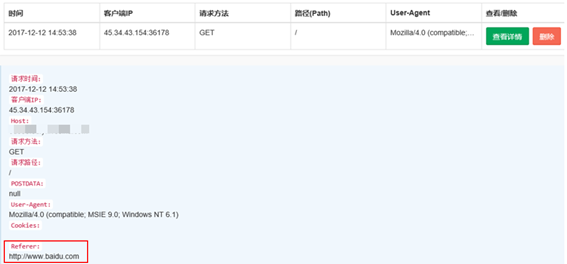 时间 客户端IP 请求方法 路径(Path) User-Agent 查看/删除
2017-12-12 14:53:38 45.34.43.154:36178 GET / Mozilla/4.0 (compatible;... 查看详情 删除
请求时间:
2017-12-12 14:53:38
客户端IP:
45.34.43.154:36178
Host:
请求方法:
GET
请求路径:
/
POSTDATA:
null
User-Agent:
Mozilla/4.0 (compatible; MSIE 9.0; Windows NT 6.1)
Cookies:
Referer:
http://www.baidu.com